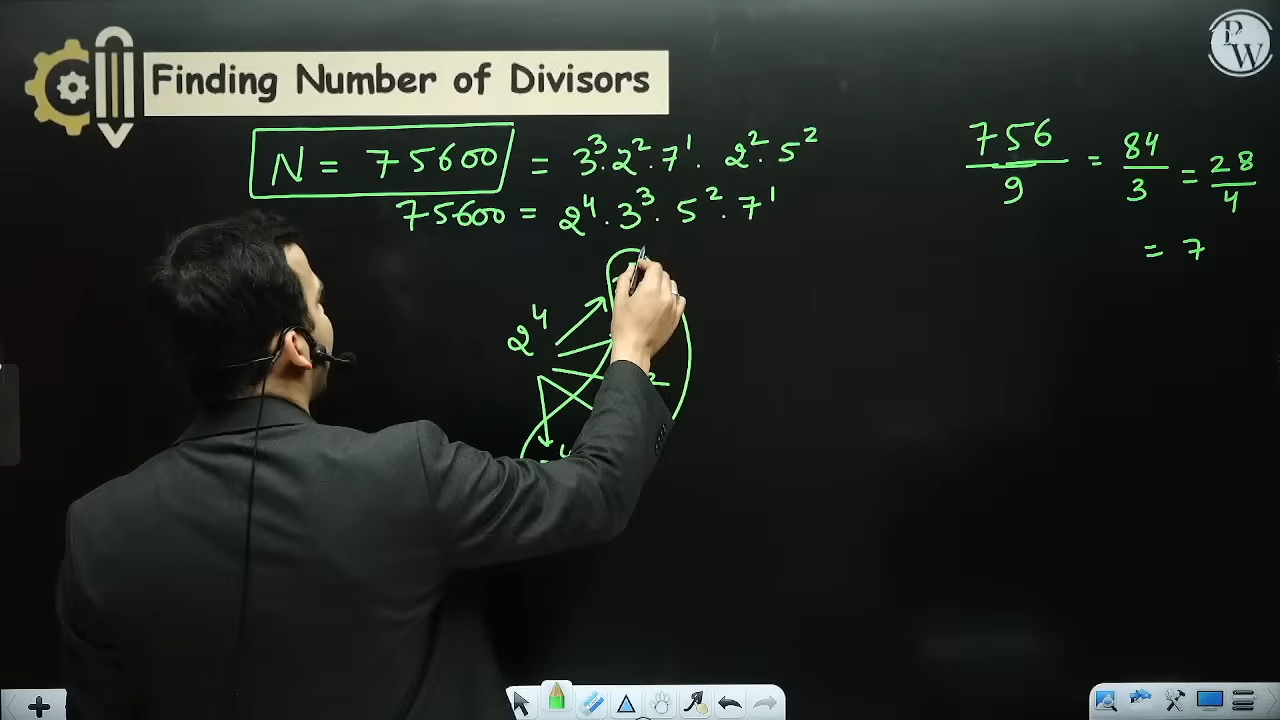 PW
Finding Number of Divisors
N = 75600 = 3³·2²·7¹· 2²·5²
75600 = 2⁴·3³·5²·7¹
756/9 = 84/3 = 28/4
= 7
2⁴